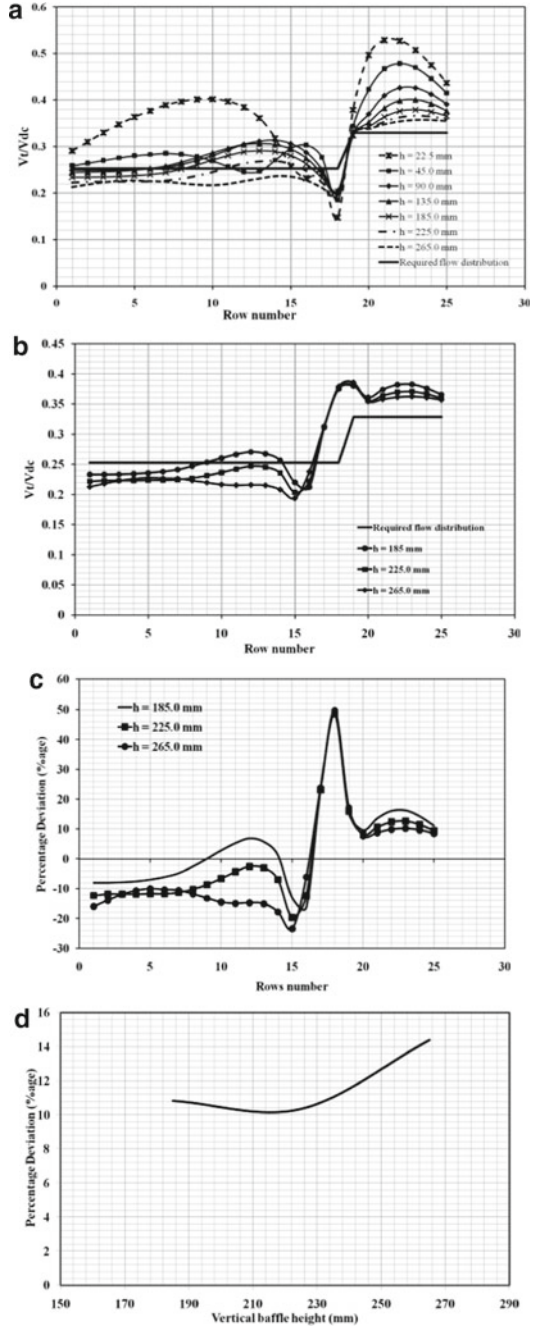 a
0.6
0.5
0.4
0.3
0.2
0.1
0
Vt/Vdc
0 5 10 15 20 25 30
Row number
h = 22.5 mm
h = 45.0 mm
h = 90.0 mm
h = 135.0 mm
h = 185.0 mm
h = 225.0 mm
h = 265.0 mm
Required flow distribution
b
0.45
0.4
0.35
0.3
0.25
0.2
0.15
0.1
0.05
0
Vt/Vdc
0 5 10 15 20 25 30
Row number
Required flow distribution
h = 185 mm
h = 225.0 mm
h = 265.0 mm
c
60
50
40
30
20
10
0
-10
-20
-30
Percentage Deviation (%age)
h = 185.0 mm
h = 225.0 mm
h = 265.0 mm
0 5 10 15 20 25 30
Rows number
d
16
14
12
10
8
6
4
2
0
Percentage Deviation (%age)
150 170 190 210 230 250 270 290
Vertical baffle height (mm)